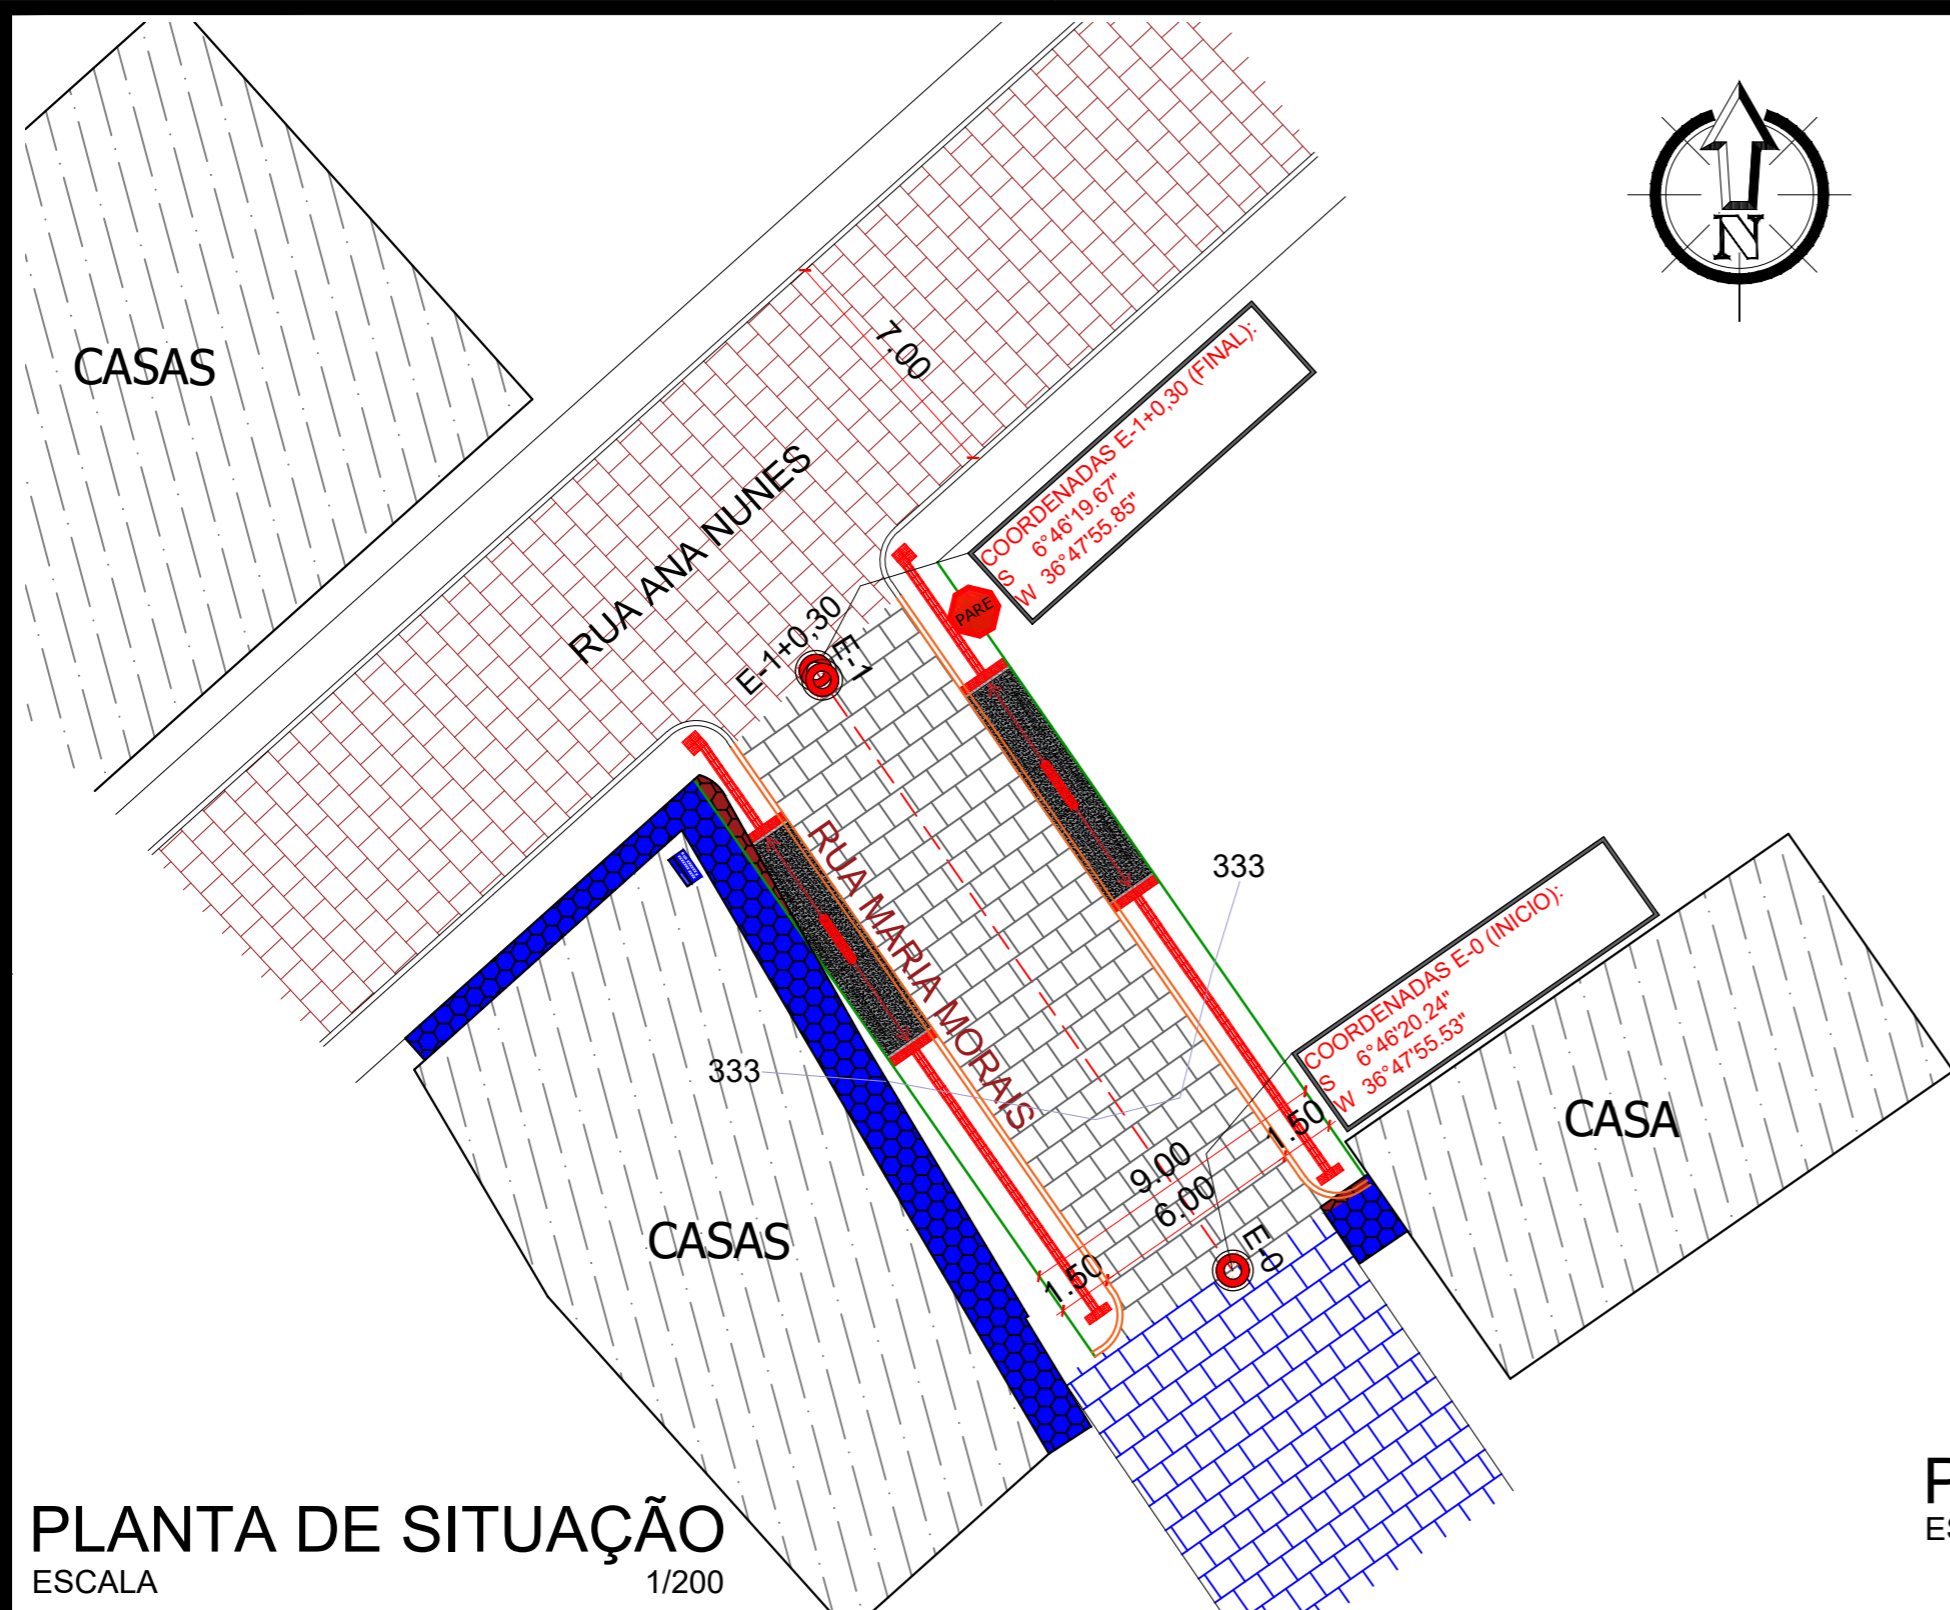 CASAS
N
7.00
COORDENADAS E-1+0,30 (FINAL):
S 6°46'19.67"
W 36°47'55.85"
RUA ANA NUNES
PARE
E-1+0,30
E-1
RUA MARIA MORAIS
333
333
COORDENADAS E-0 (INICIO):
S 6°46'20.24"
W 36°47'55.53"
CASA
1.50
9.00
6.00
1.50
E-0
CASAS
PLANTA DE SITUAÇÃO
ESCALA 1/200